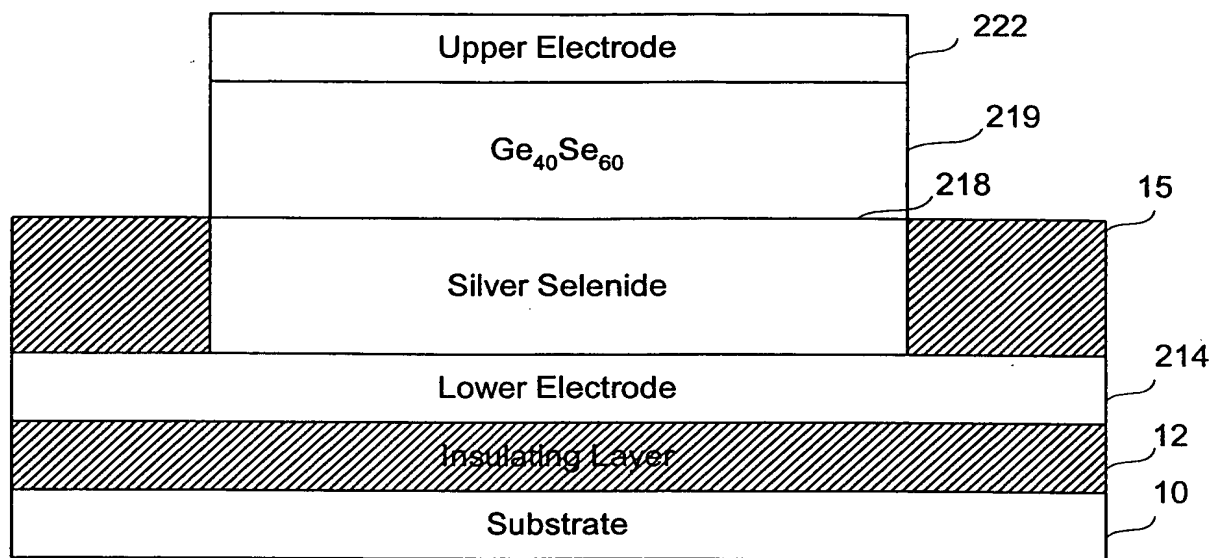 Upper Electrode
222
219
Ge₄₀Se₆₀
218
15
Silver Selenide
214
Lower Electrode
12
Insulating Layer
10
Substrate